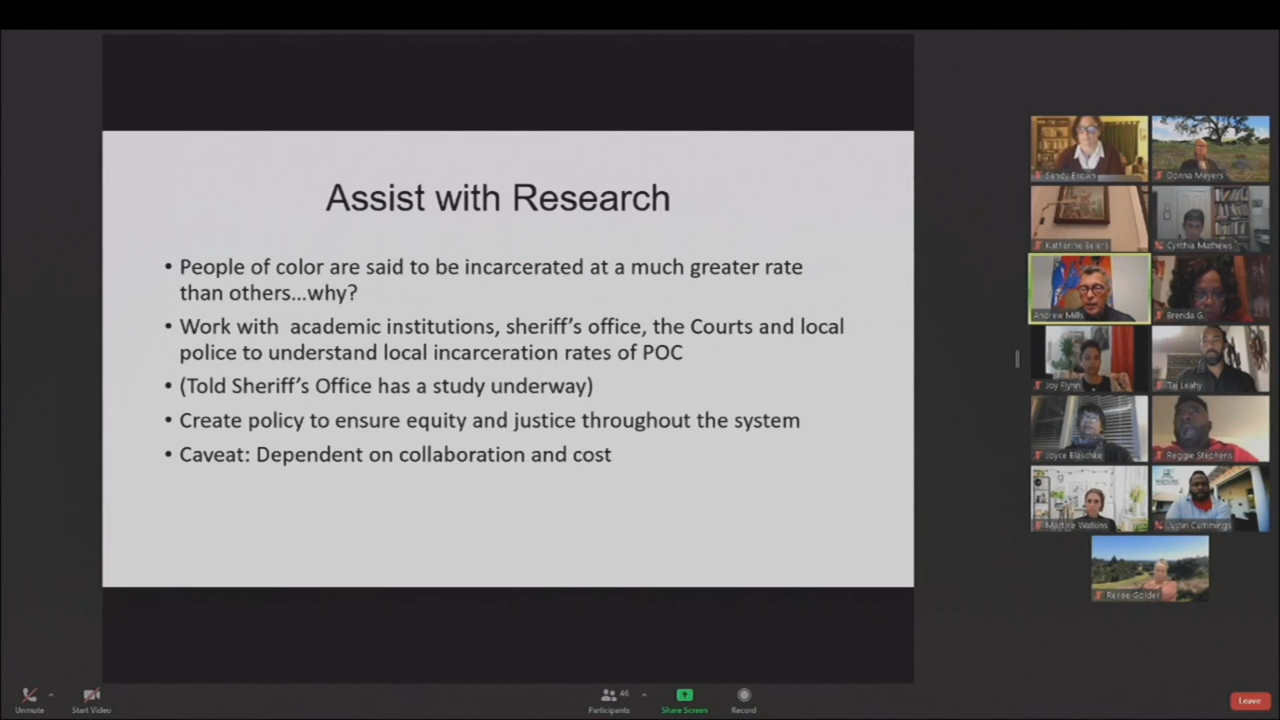 Assist with Research
• People of color are said to be incarcerated at a much greater rate
than others...why?
• Work with academic institutions, sheriff's office, the Courts and local
police to understand local incarceration rates of POC
• (Told Sheriff's Office has a study underway)
• Create policy to ensure equity and justice throughout the system
• Caveat: Dependent on collaboration and cost
Sandy Brown
Donna Meyers
Katherine Beiers
Cynthia Mathews
Andrew Mills
Brenda G.
Joy Flynn
Taj Leahy
Joyce Blaschke
Reggie Stephens
Martine Watkins
Justin Cummings
Renee Golder
Unmute
Start Video
46
Participants
Share Screen
Record
Leave